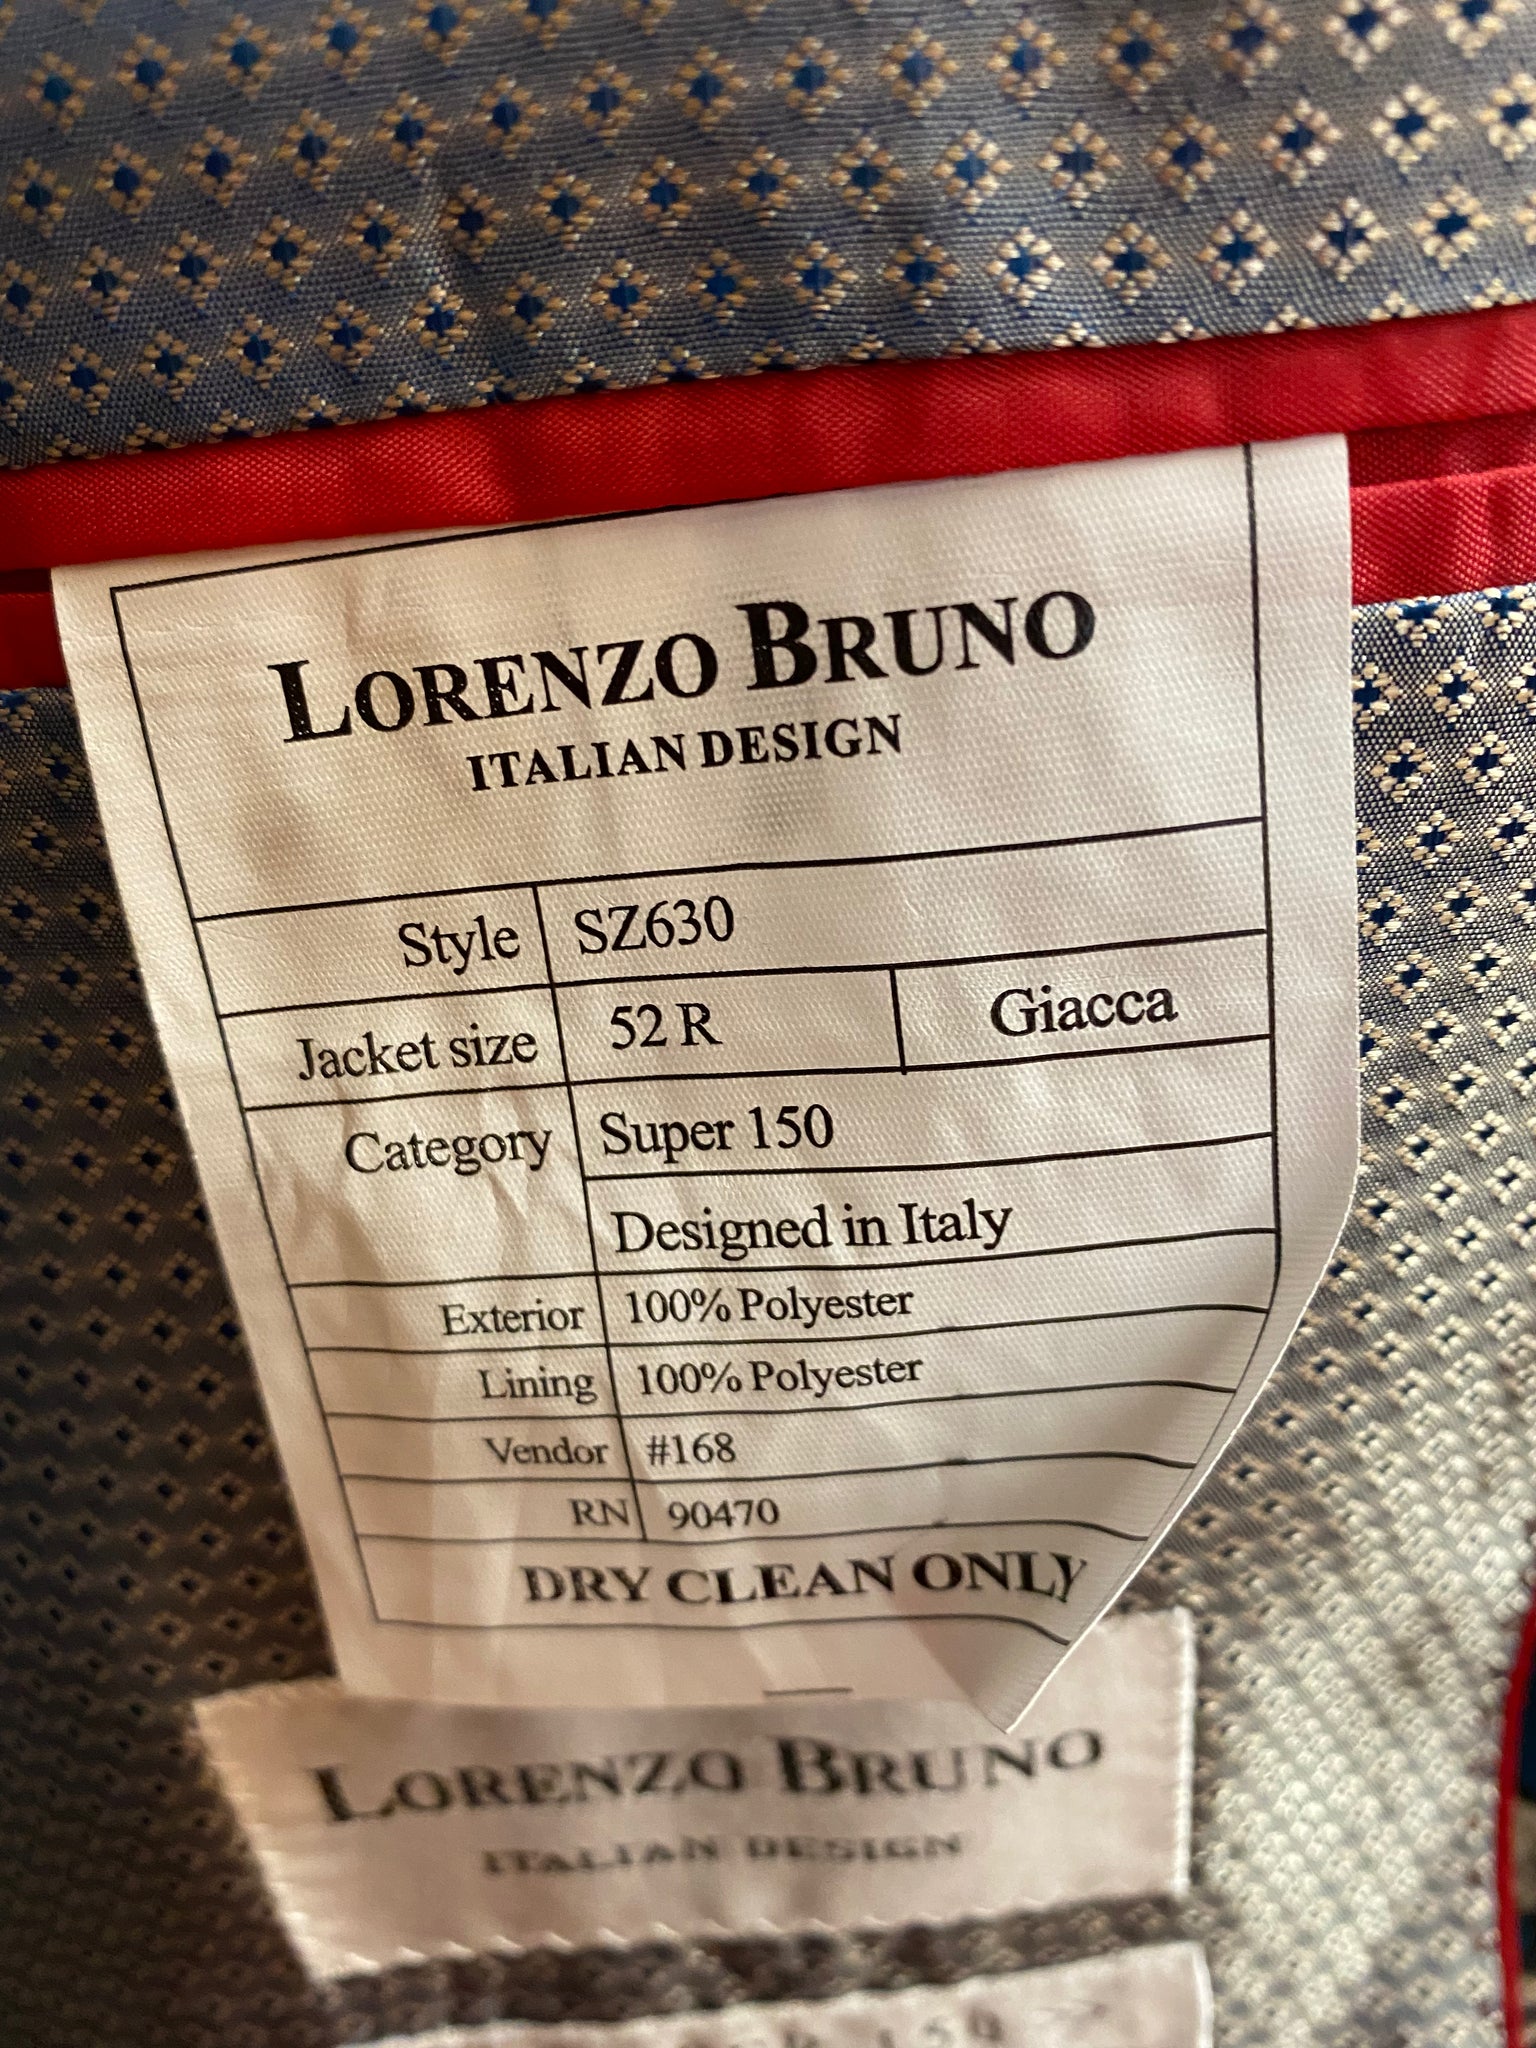 LORENZO BRUNO
ITALIAN DESIGN
Style SZ630
Jacket size 52 R Giacca
Category Super 150
Designed in Italy
Exterior 100% Polyester
Lining 100% Polyester
Vendor #168
RN 90470
DRY CLEAN ONLY
LORENZO BRUNO
ITALIAN DESIGN
150